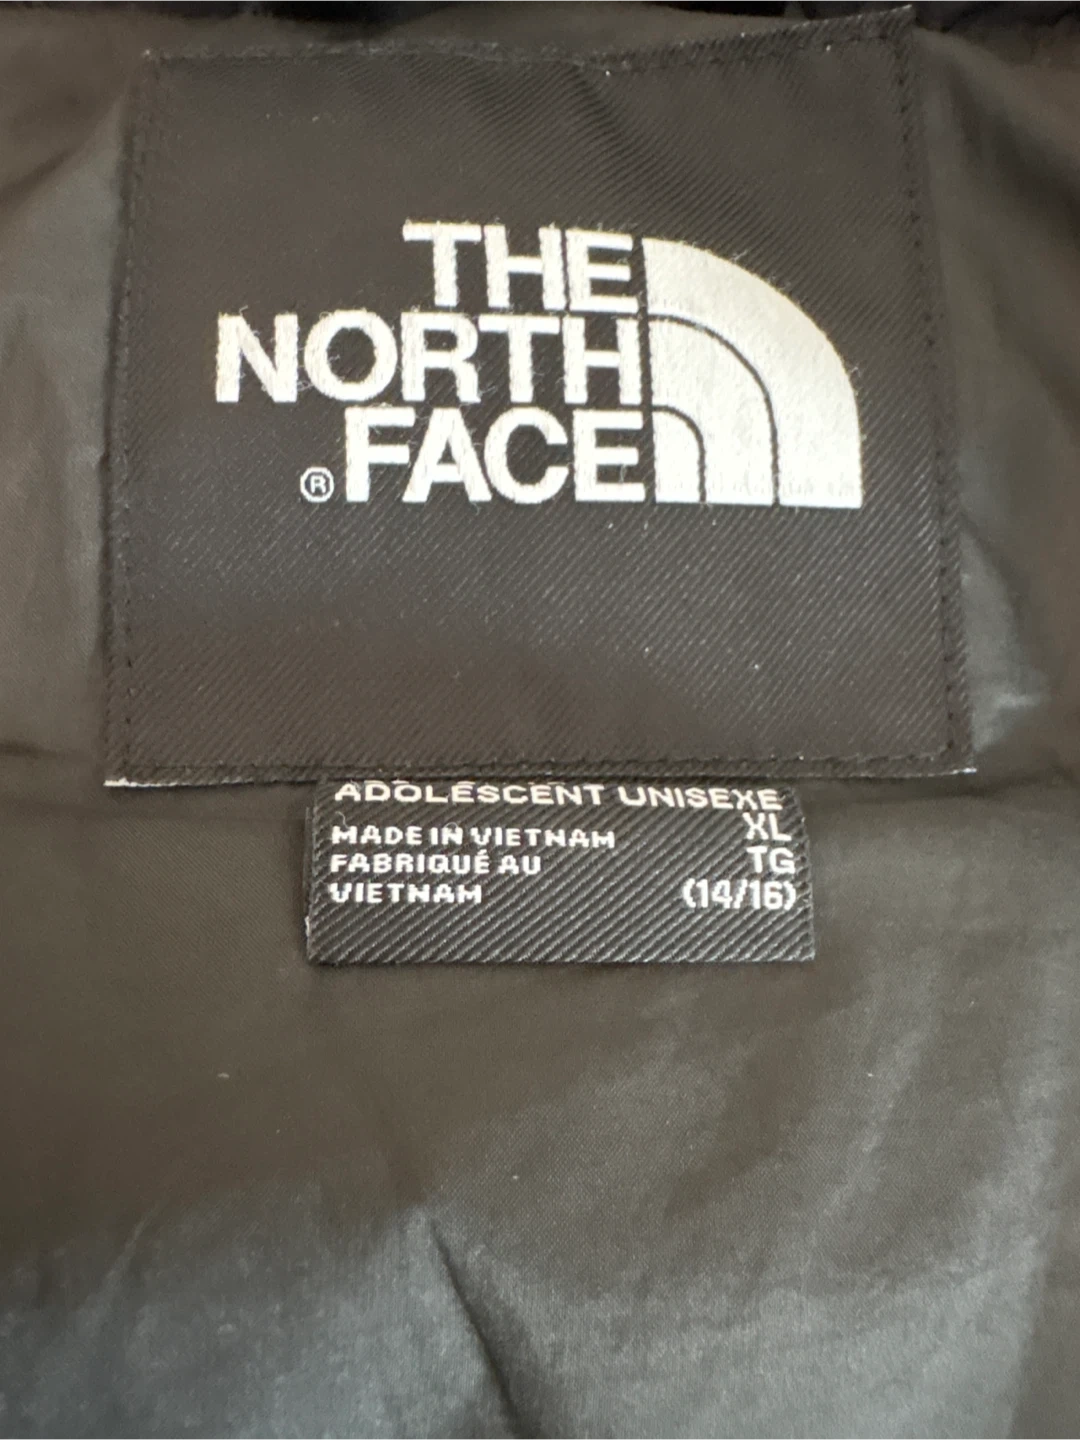 THE
NORTH
®FACE
ADOLESCENT UNISEXE
XL
MADE IN VIETNAM
FABRIQUÉ AU TG
VIETNAM (14/16)